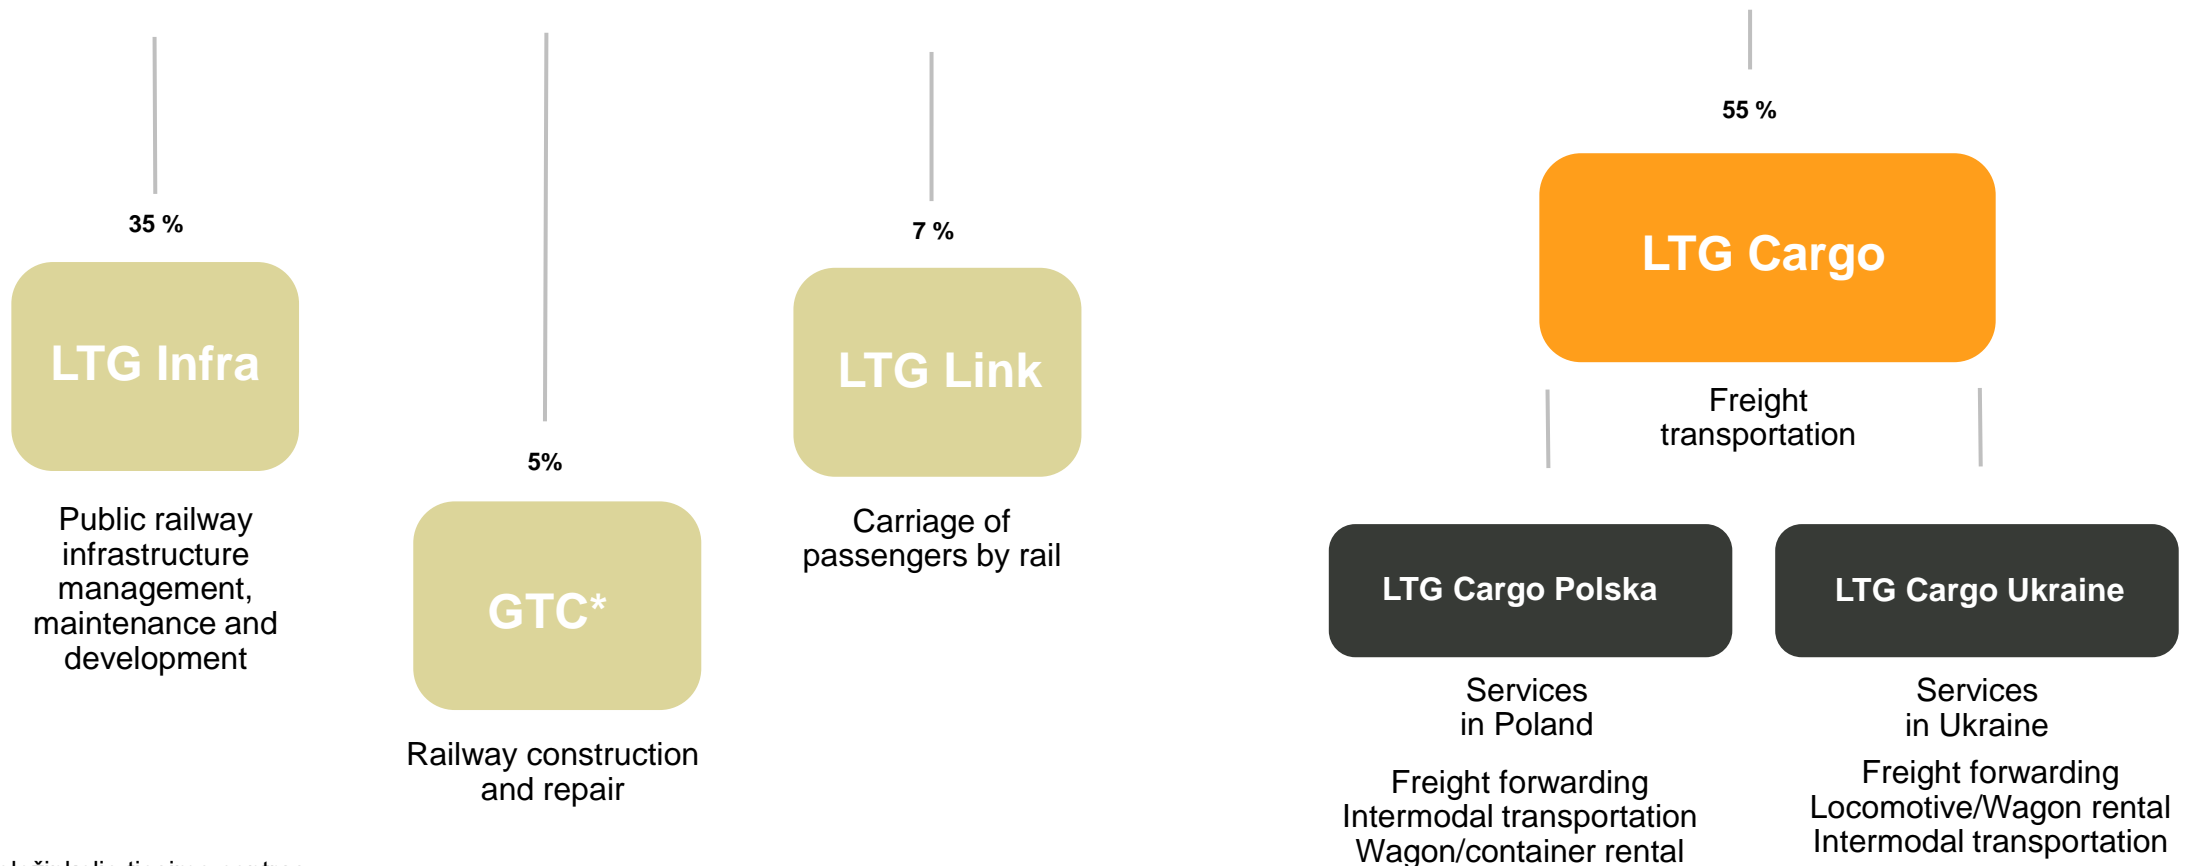 35 %
LTG Infra
Public railway
infrastructure
management,
maintenance and
development
5%
GTC*
Railway construction
and repair
7 %
LTG Link
Carriage of
passengers by rail
55 %
LTG Cargo
Freight
transportation
LTG Cargo Polska
Services
in Poland
Freight forwarding
Intermodal transportation
Wagon/container rental
LTG Cargo Ukraine
Services
in Ukraine
Freight forwarding
Locomotive/Wagon rental
Intermodal transportation